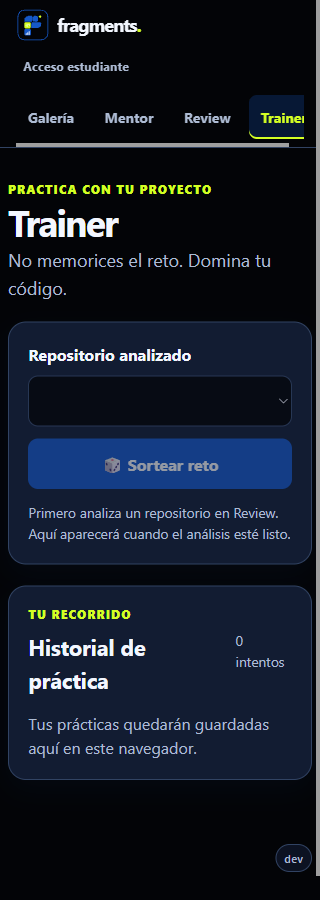 fragments.
Acceso estudiante
Galería Mentor Review Trainer
PRACTICA CON TU PROYECTO
Trainer
No memorices el reto. Domina tu
código.
Repositorio analizado
🎲 Sortear reto
Primero analiza un repositorio en Review.
Aquí aparecerá cuando el análisis esté listo.
TU RECORRIDO
Historial de
práctica
0
intentos
Tus prácticas quedarán guardadas
aquí en este navegador.
dev